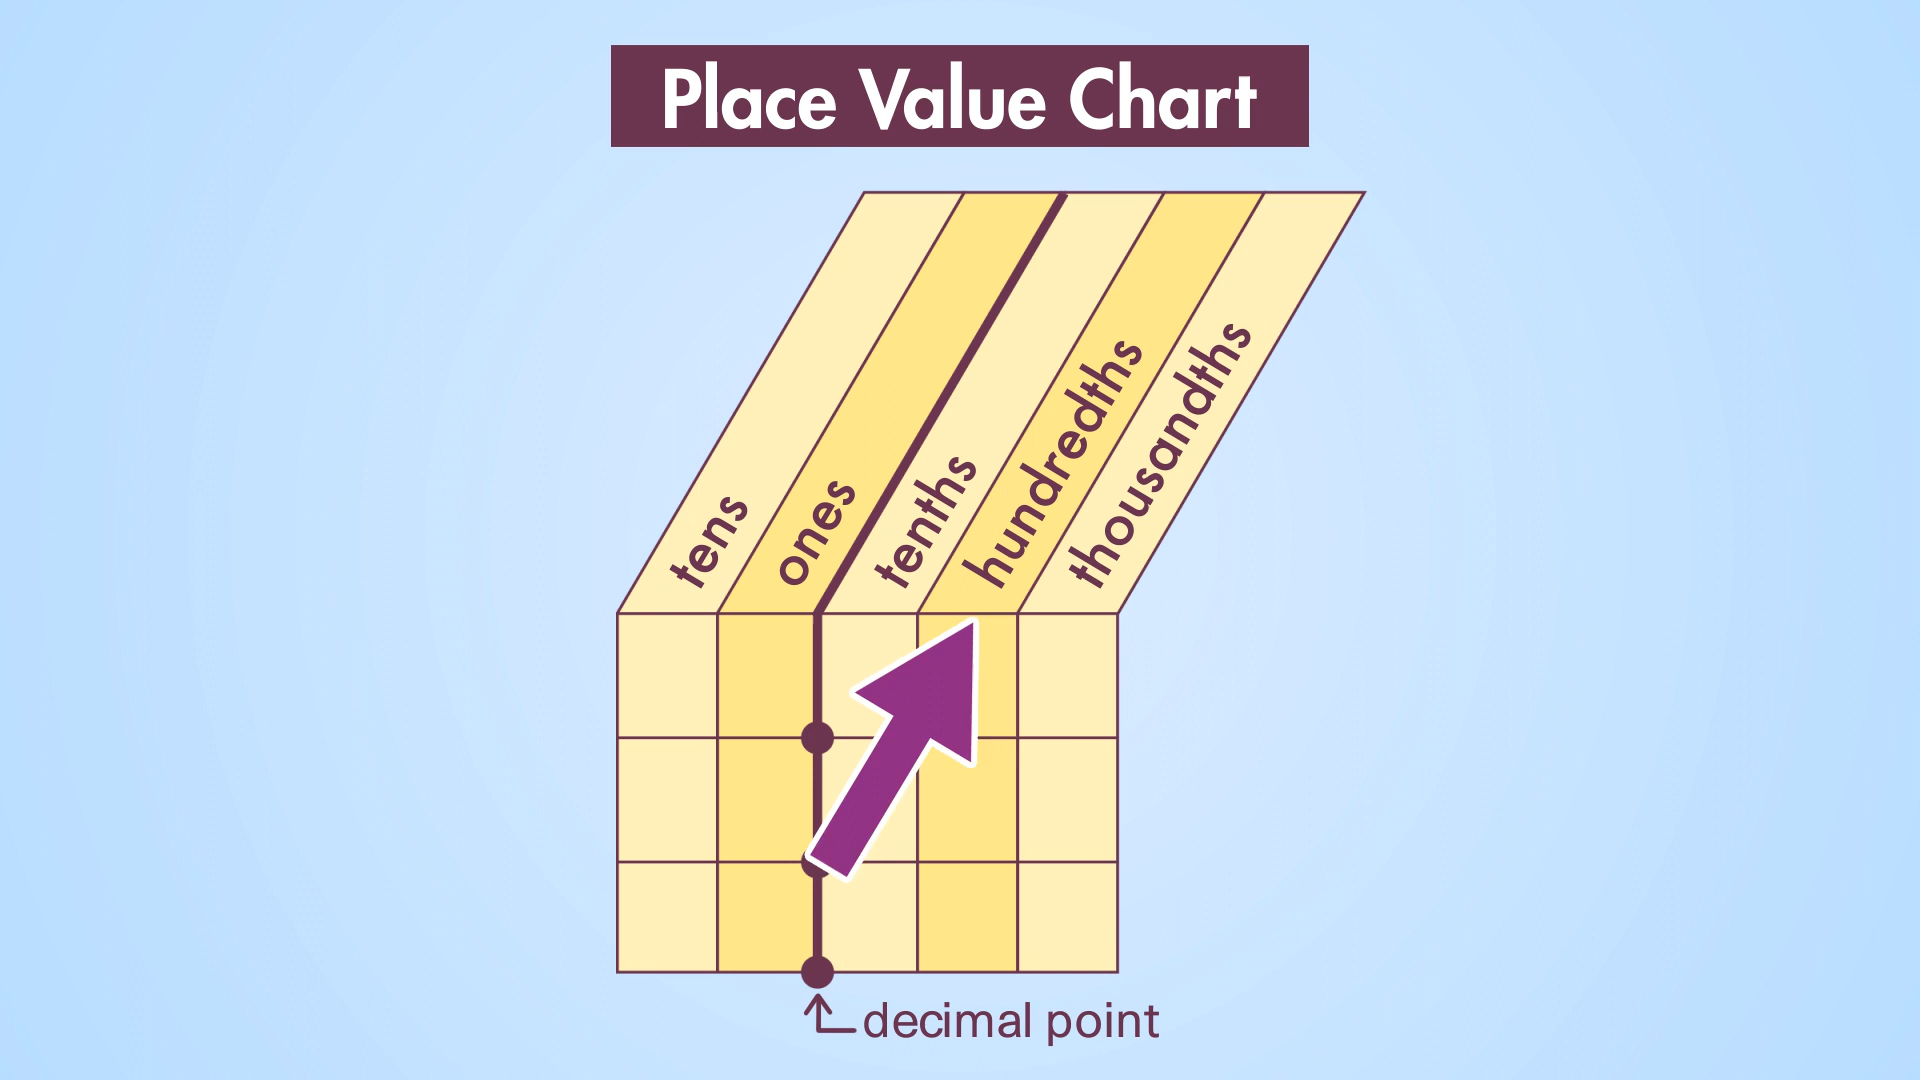 Place Value Chart
tens
ones
tenths
hundredths
thousandths
decimal point